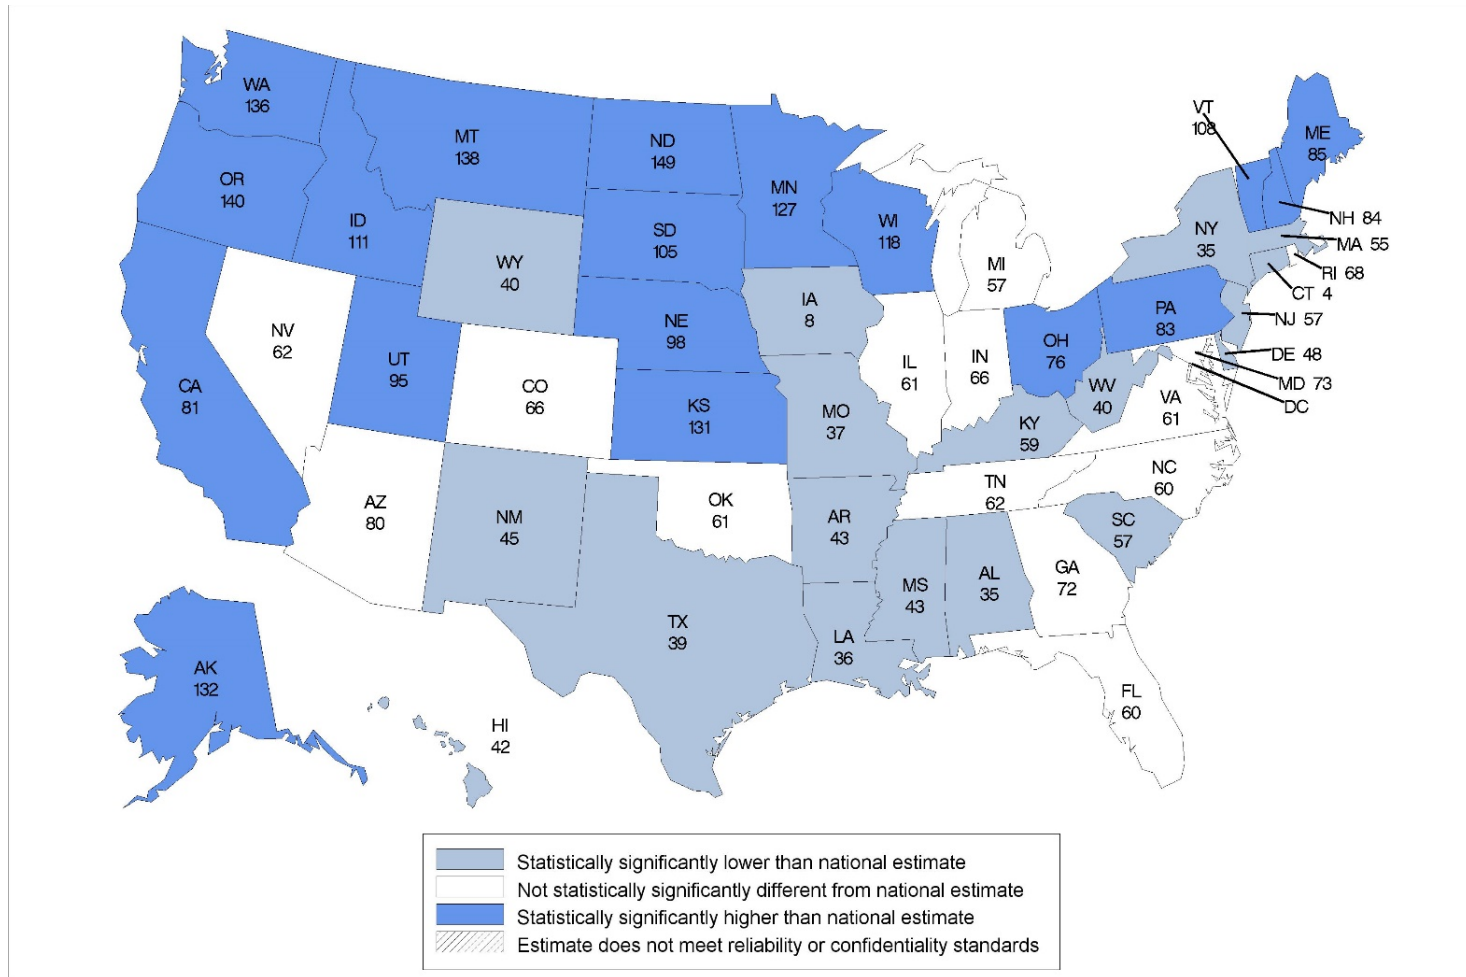 WA
136
MT
138
ND
149
MN
127
VT
108
ME
85
OR
140
ID
111
SD
105
WI
118
NH 84
NY
35
MA 55
WY
40
MI
57
RI 68
CT 4
IA
8
NJ 57
NV
62
NE
98
PA
83
UT
95
OH
76
DE 48
CA
81
CO
66
IL
61
IN
66
MD 73
WV
40
VA
61
DC
KS
131
MO
37
KY
59
AZ
80
NM
45
OK
61
AR
43
TN
62
NC
60
SC
57
MS
43
AL
35
GA
72
TX
39
LA
36
AK
132
HI
42
FL
60
Statistically significantly lower than national estimate
Not statistically significantly different from national estimate
Statistically significantly higher than national estimate
Estimate does not meet reliability or confidentiality standards